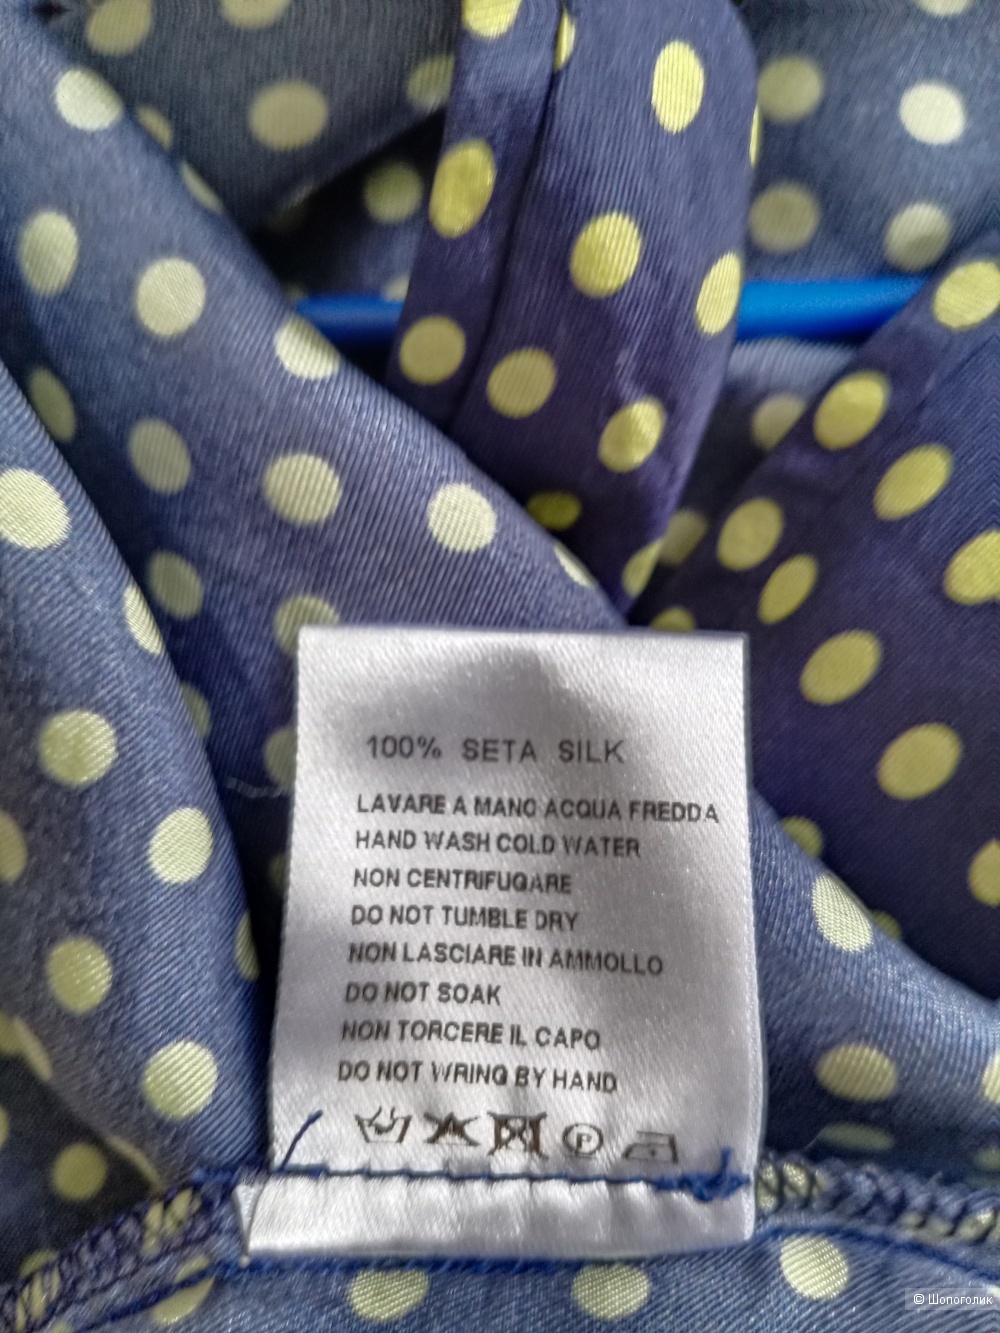 100% SETA SILK
LAVARE A MANO ACQUA FREDDA
HAND WASH COLD WATER
NON CENTRIFUGARE
DO NOT TUMBLE DRY
NON LASCIARE IN AMMOLLO
DO NOT SOAK
NON TORCERE IL CAPO
DO NOT WRING BY HAND
P
© Шопоголик